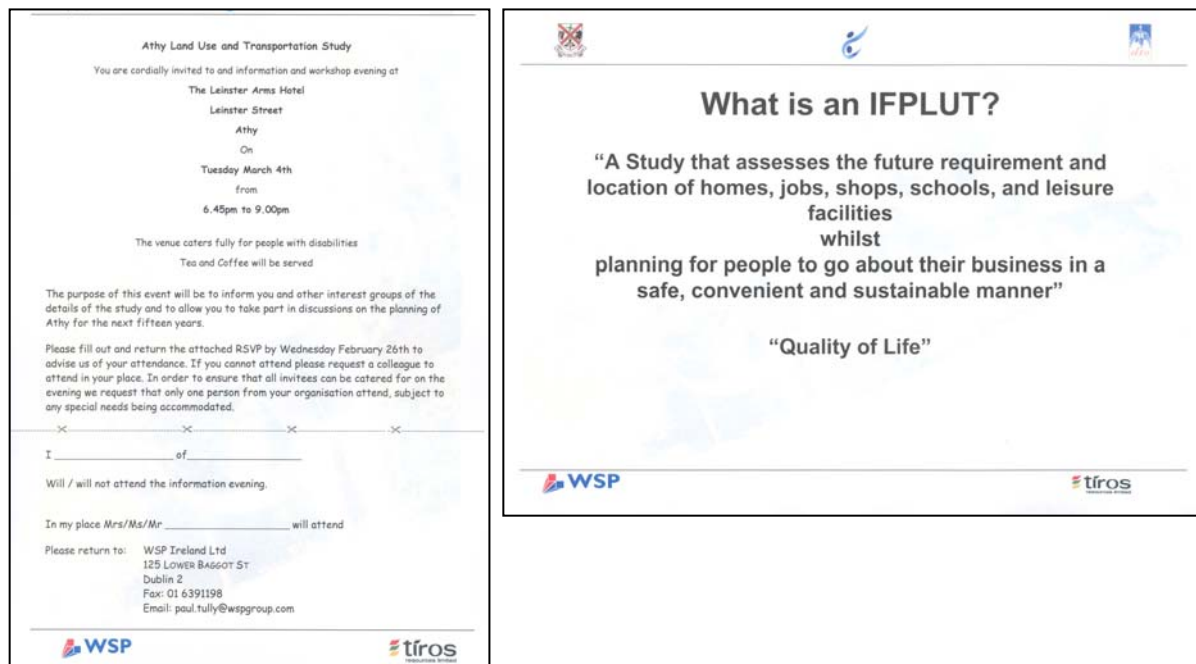 Athy Land Use and Transportation Study
You are cordially invited to and information and workshop evening at
The Leinster Arms Hotel
Leinster Street
Athy
On
Tuesday March 4th
from
6.45pm to 9.00pm
The venue caters fully for people with disabilities
Tea and Coffee will be served
The purpose of this event will be to inform you and other interest groups of the
details of the study and to allow you to take part in discussions on the planning of
Athy for the next fifteen years.
Please fill out and return the attached RSVP by Wednesday February 26th to
advise us of your attendance. If you cannot attend please request a colleague to
attend in your place. In order to ensure that all invitees can be catered for on the
evening we request that only one person from your organisation attend, subject to
any special needs being accommodated.
I ____________________ of____________________
Will / will not attend the information evening.
In my place Mrs/Ms/Mr ______________________ will attend
Please return to: WSP Ireland Ltd
125 LOWER BAGGOT ST
Dublin 2
Fax: 01 6391198
Email: paul.tully@wspgroup.com
WSP
tíros
resources limited
What is an IFPLUT?
“A Study that assesses the future requirement and
location of homes, jobs, shops, schools, and leisure
facilities
whilst
planning for people to go about their business in a
safe, convenient and sustainable manner”
“Quality of Life”
WSP
tíros
resources limited